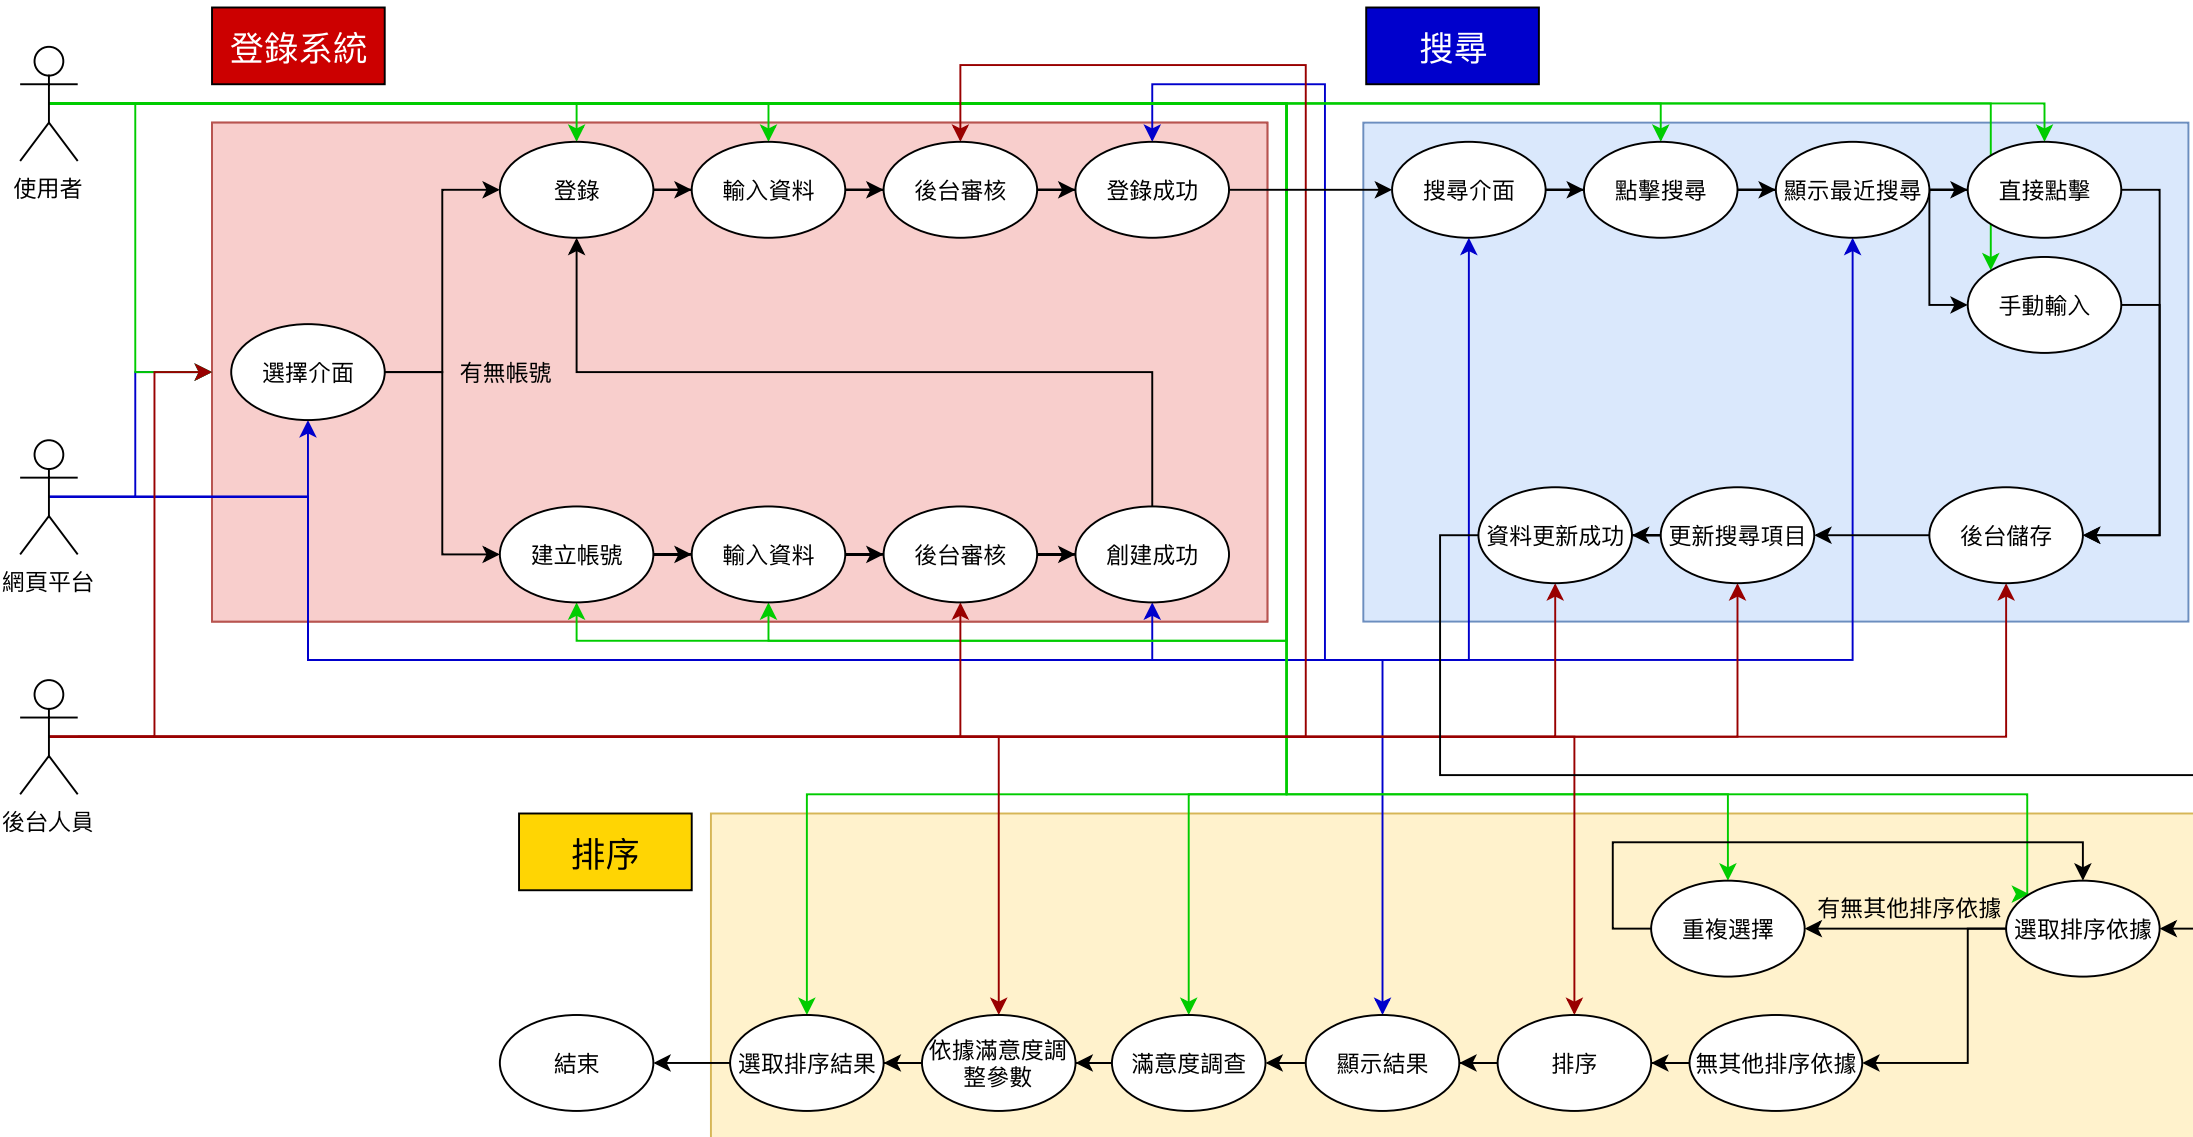 登錄系統
搜尋
使用者
登錄
輸入資料
後台審核
登錄成功
搜尋介面
點擊搜尋
顯示最近搜尋
直接點擊
手動輸入
選擇介面
有無帳號
網頁平台
建立帳號
輸入資料
後台審核
創建成功
資料更新成功
更新搜尋項目
後台儲存
後台人員
排序
有無其他排序依據
重複選擇
選取排序依據
結束
選取排序結果
依據滿意度調
整參數
滿意度調查
顯示結果
排序
無其他排序依據